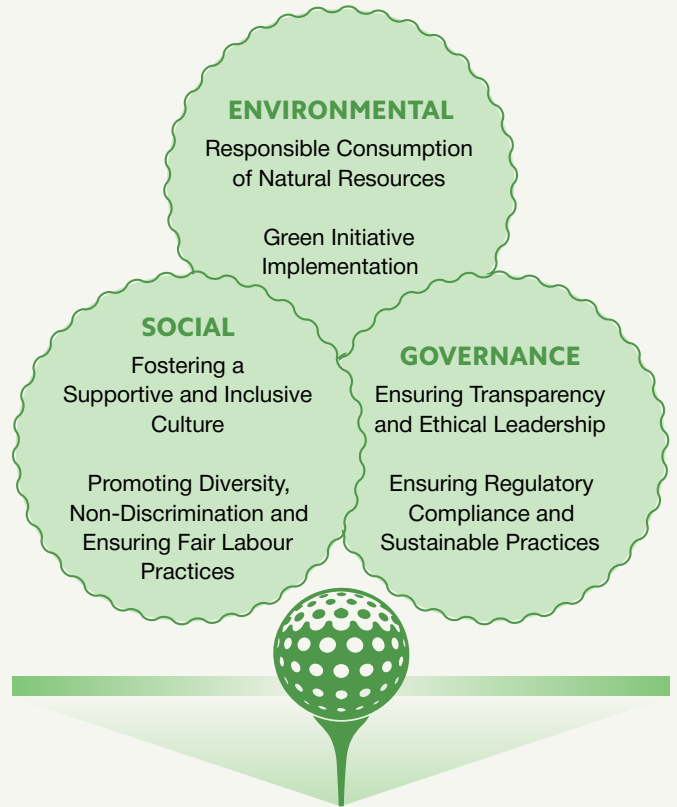 ENVIRONMENTAL
Responsible Consumption
of Natural Resources
Green Initiative
Implementation
SOCIAL
Fostering a
Supportive and Inclusive
Culture
Promoting Diversity,
Non-Discrimination and
Ensuring Fair Labour
Practices
GOVERNANCE
Ensuring Transparency
and Ethical Leadership
Ensuring Regulatory
Compliance and
Sustainable Practices